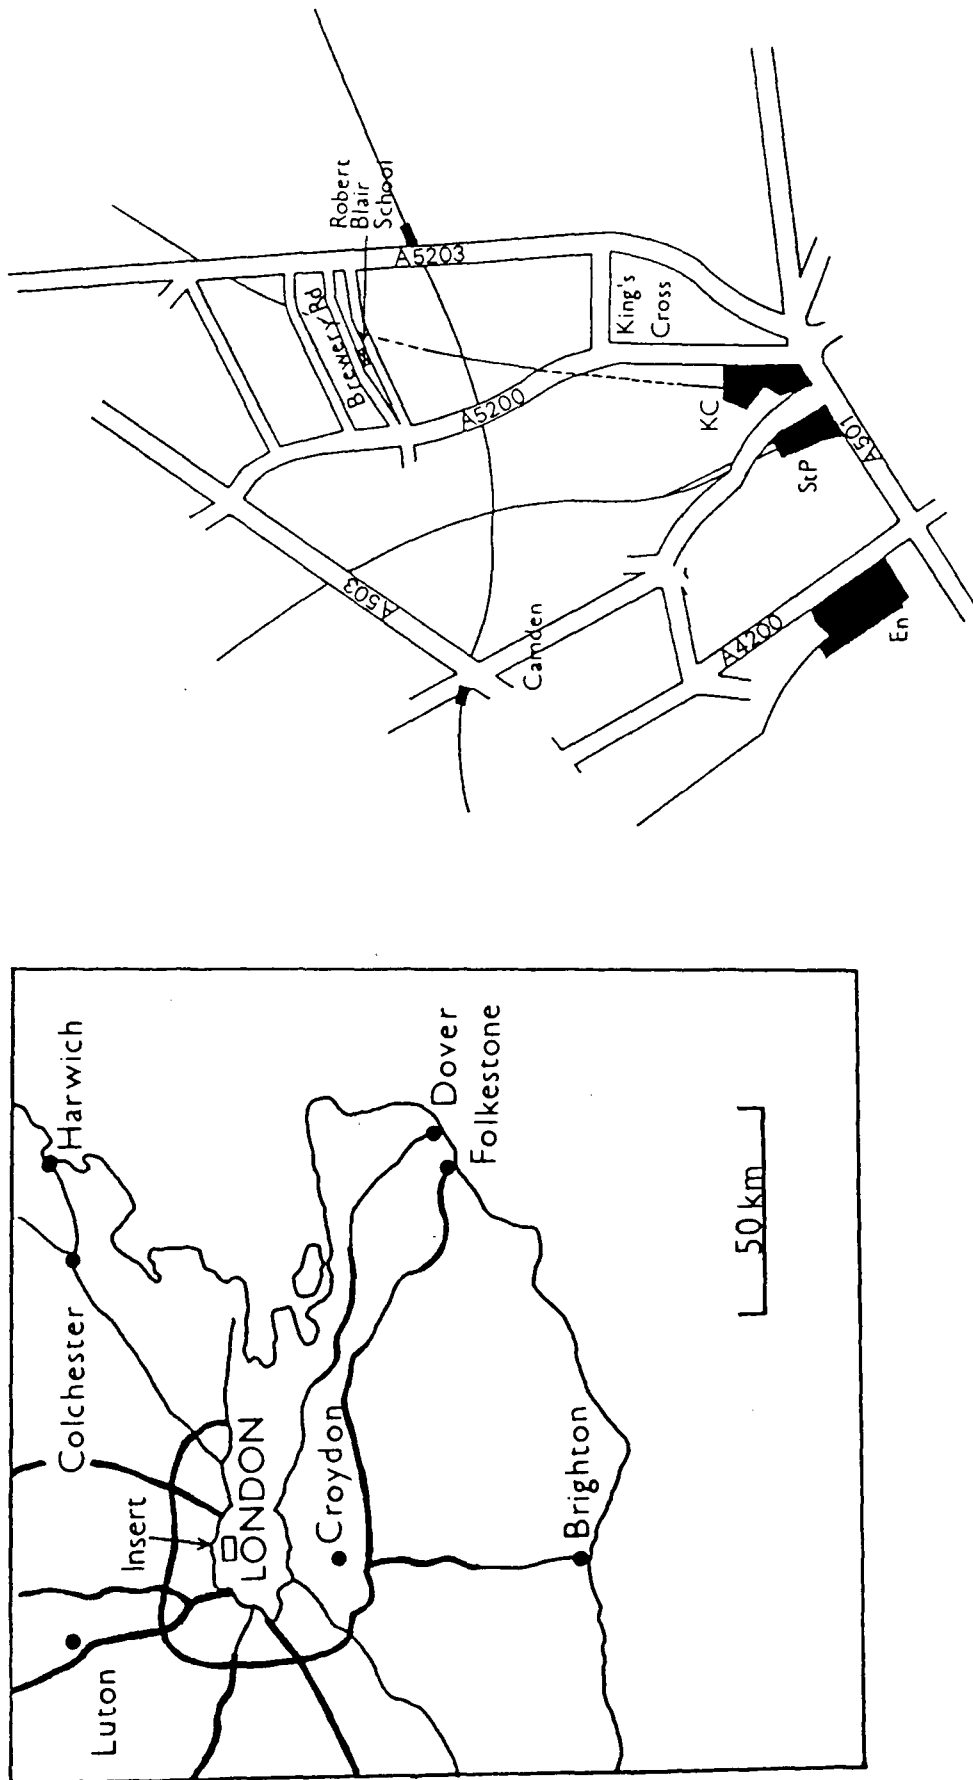 Robert
Blair
School
Brewery Rd
A5203
A5200
A503
King's
Cross
KC
StP
A501
Camden
A4200
En
Harwich
Colchester
Dover
Folkestone
Insert
LONDON
Croydon
Luton
Brighton
50 km